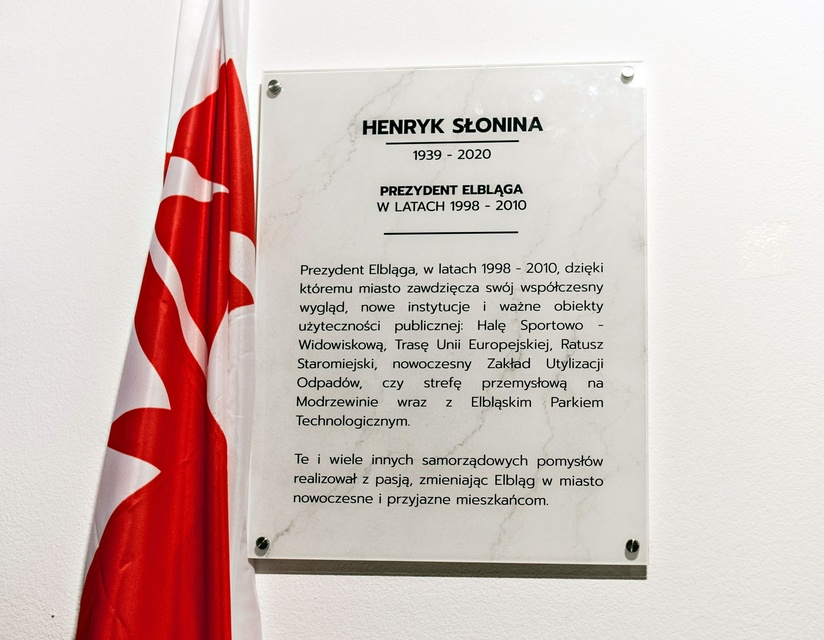 HENRYK SŁONINA
1939 - 2020
PREZYDENT ELBLĄGA
W LATACH 1998 - 2010
Prezydent Elbląga, w latach 1998 - 2010, dzięki
któremu miasto zawdzięcza swój współczesny
wygląd, nowe instytucje i ważne obiekty
użyteczności publicznej: Halę Sportowo -
Widowiskową, Trasę Unii Europejskiej, Ratusz
Staromiejski, nowoczesny Zakład Utylizacji
Odpadów, czy strefę przemysłową na
Modrzewinie wraz z Elbląskim Parkiem
Technologicznym.
Te i wiele innych samorządowych pomysłów
realizował z pasją, zmieniając Elbląg w miasto
nowoczesne i przyjazne mieszkańcom.